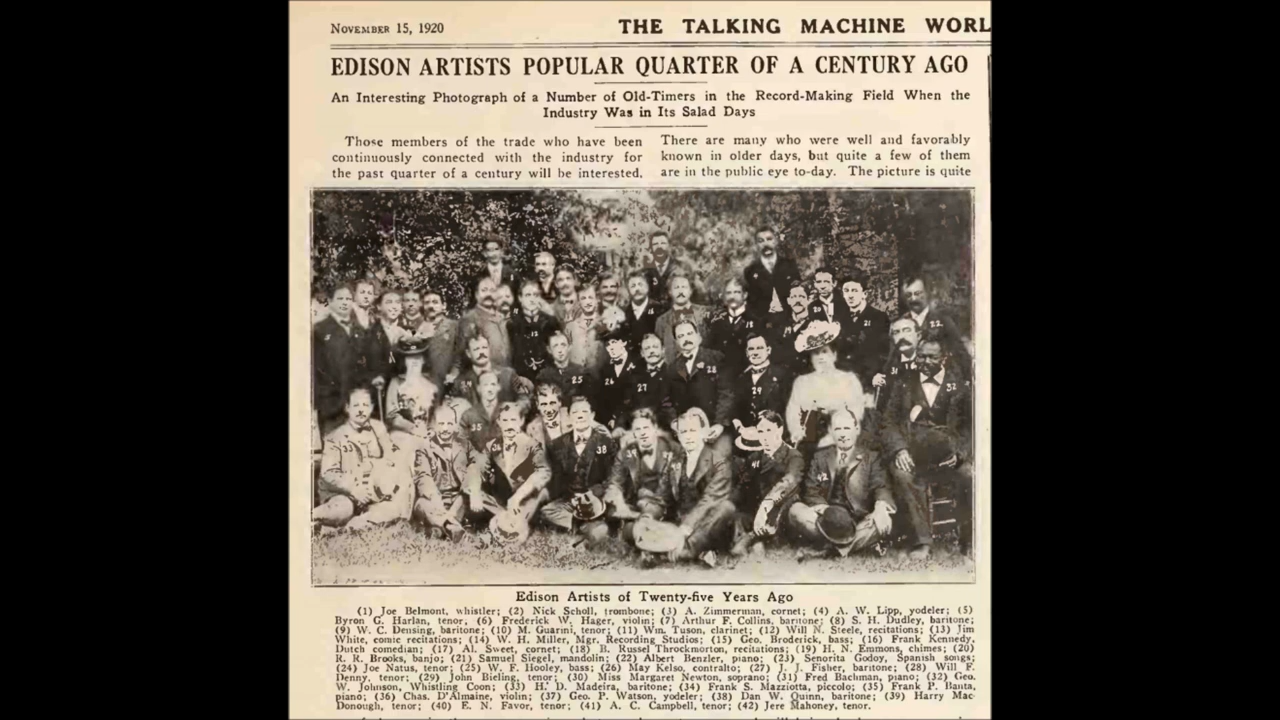 NOVEMBER 15, 1920
THE TALKING MACHINE WORL
EDISON ARTISTS POPULAR QUARTER OF A CENTURY AGO
An Interesting Photograph of a Number of Old-Timers in the Record-Making Field When the
Industry Was in Its Salad Days
Those members of the trade who have been
continuously connected with the industry for
the past quarter of a century will be interested,
There are many who were well and favorably
known in older days, but quite a few of them
are in the public eye to-day. The picture is quite
Edison Artists of Twenty-five Years Ago
(1) Joe Belmont, whistler; (2) Nick Scholl, trombone; (3) A. Zimmerman, cornet; (4) A. W. Lipp, yodeler; (5)
Byron G. Harlan, tenor, (6) Frederick W. Hager, violin; (7) Arthur F. Collins, baritone; (8) S. H. Dudley, baritone;
(9) W. C. Densing, baritone; (10) M. Guarini, tenor; (11) Wm. Tuson, clarinet; (12) Will N. Steele, recitations; (13) Jim
White, comic recitations; (14) W. H. Miller, Mgr. Recording Studios; (15) Geo. Broderick, bass; (16) Frank Kennedy,
Dutch comedian; (17) Al. Sweet, cornet; (18) B. Russel Throckmorton, recitations; (19) H. N. Emmons, chimes; (20)
R. R. Brooks, banjo; (21) Samuel Siegel, mandolin; (22) Albert Benzler, piano; (23) Senorita Godoy, Spanish songs;
(24) Joe Natus, tenor; (25) W. F. Hooley, bass; (26) May Kelso, contralto; (27) J. J. Fisher, baritone; (28) Will F.
Denny, tenor; (29) John Bieling, tenor; (30) Miss Margaret Newton, soprano; (31) Fred Bachman, piano; (32) Geo.
W. Johnson, Whistling Coon; (33) H. D. Madeira, baritone; (34) Frank S. Mazziotta, piccolo; (35) Frank P. Banta,
piano; (36) Chas. D'Almaine, violin; (37) Geo. P. Watson, yodeler; (38) Dan W. Quinn, baritone; (39) Harry Mac-
Donough, tenor; (40) E. N. Favor, tenor; (41) A. C. Campbell, tenor; (42) Jere Mahoney, tenor.